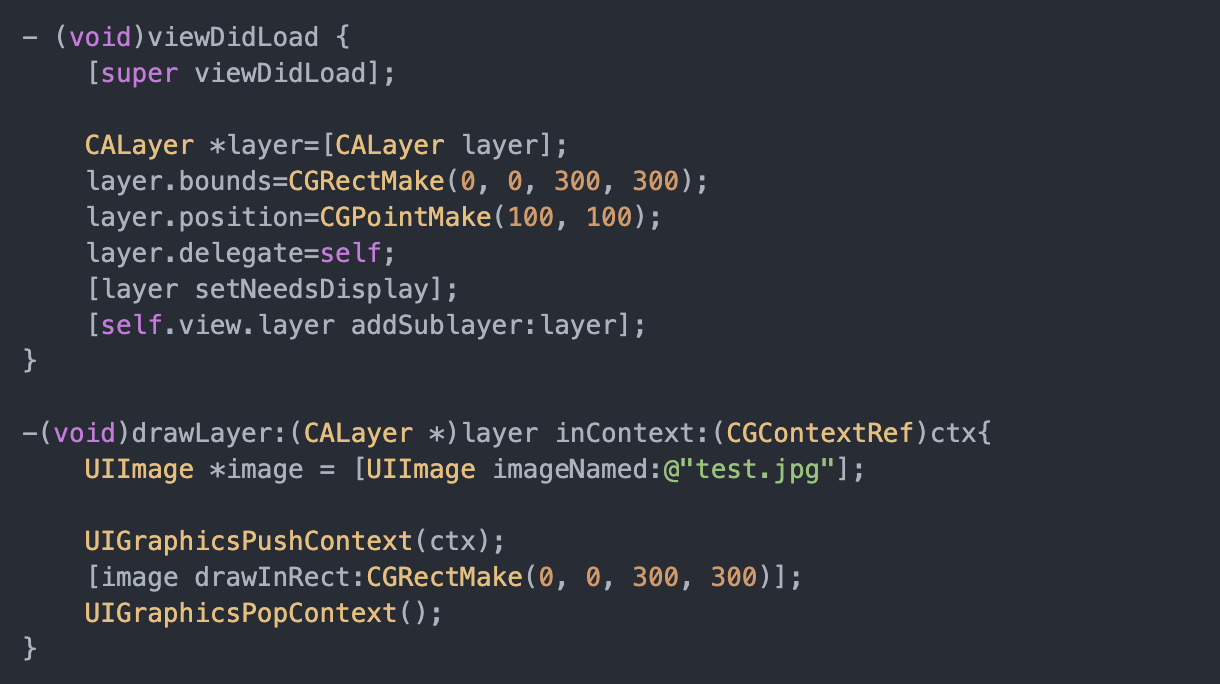 - (void)viewDidLoad {
    [super viewDidLoad];
    CALayer *layer=[CALayer layer];
    layer.bounds=CGRectMake(0, 0, 300, 300);
    layer.position=CGPointMake(100, 100);
    layer.delegate=self;
    [layer setNeedsDisplay];
    [self.view.layer addSublayer:layer];
}
-(void)drawLayer:(CALayer *)layer inContext:(CGContextRef)ctx{
    UIImage *image = [UIImage imageNamed:@"test.jpg"];
    UIGraphicsPushContext(ctx);
    [image drawInRect:CGRectMake(0, 0, 300, 300)];
    UIGraphicsPopContext();
}